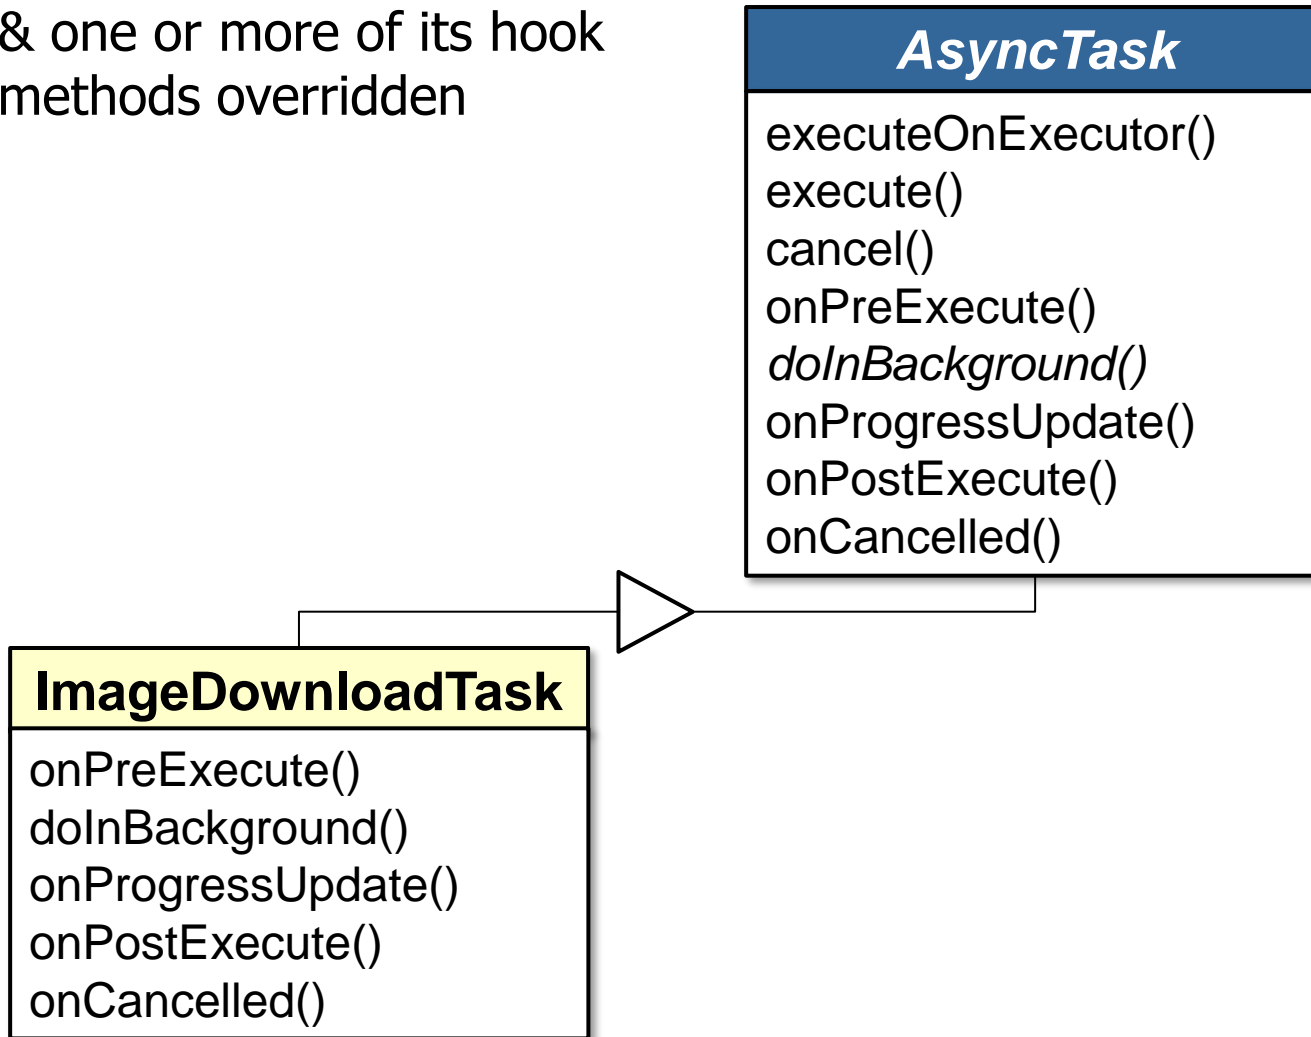 & one or more of its hook
methods overridden
AsyncTask
executeOnExecutor()
execute()
cancel()
onPreExecute()
doInBackground()
onProgressUpdate()
onPostExecute()
onCancelled()
ImageDownloadTask
onPreExecute()
doInBackground()
onProgressUpdate()
onPostExecute()
onCancelled()